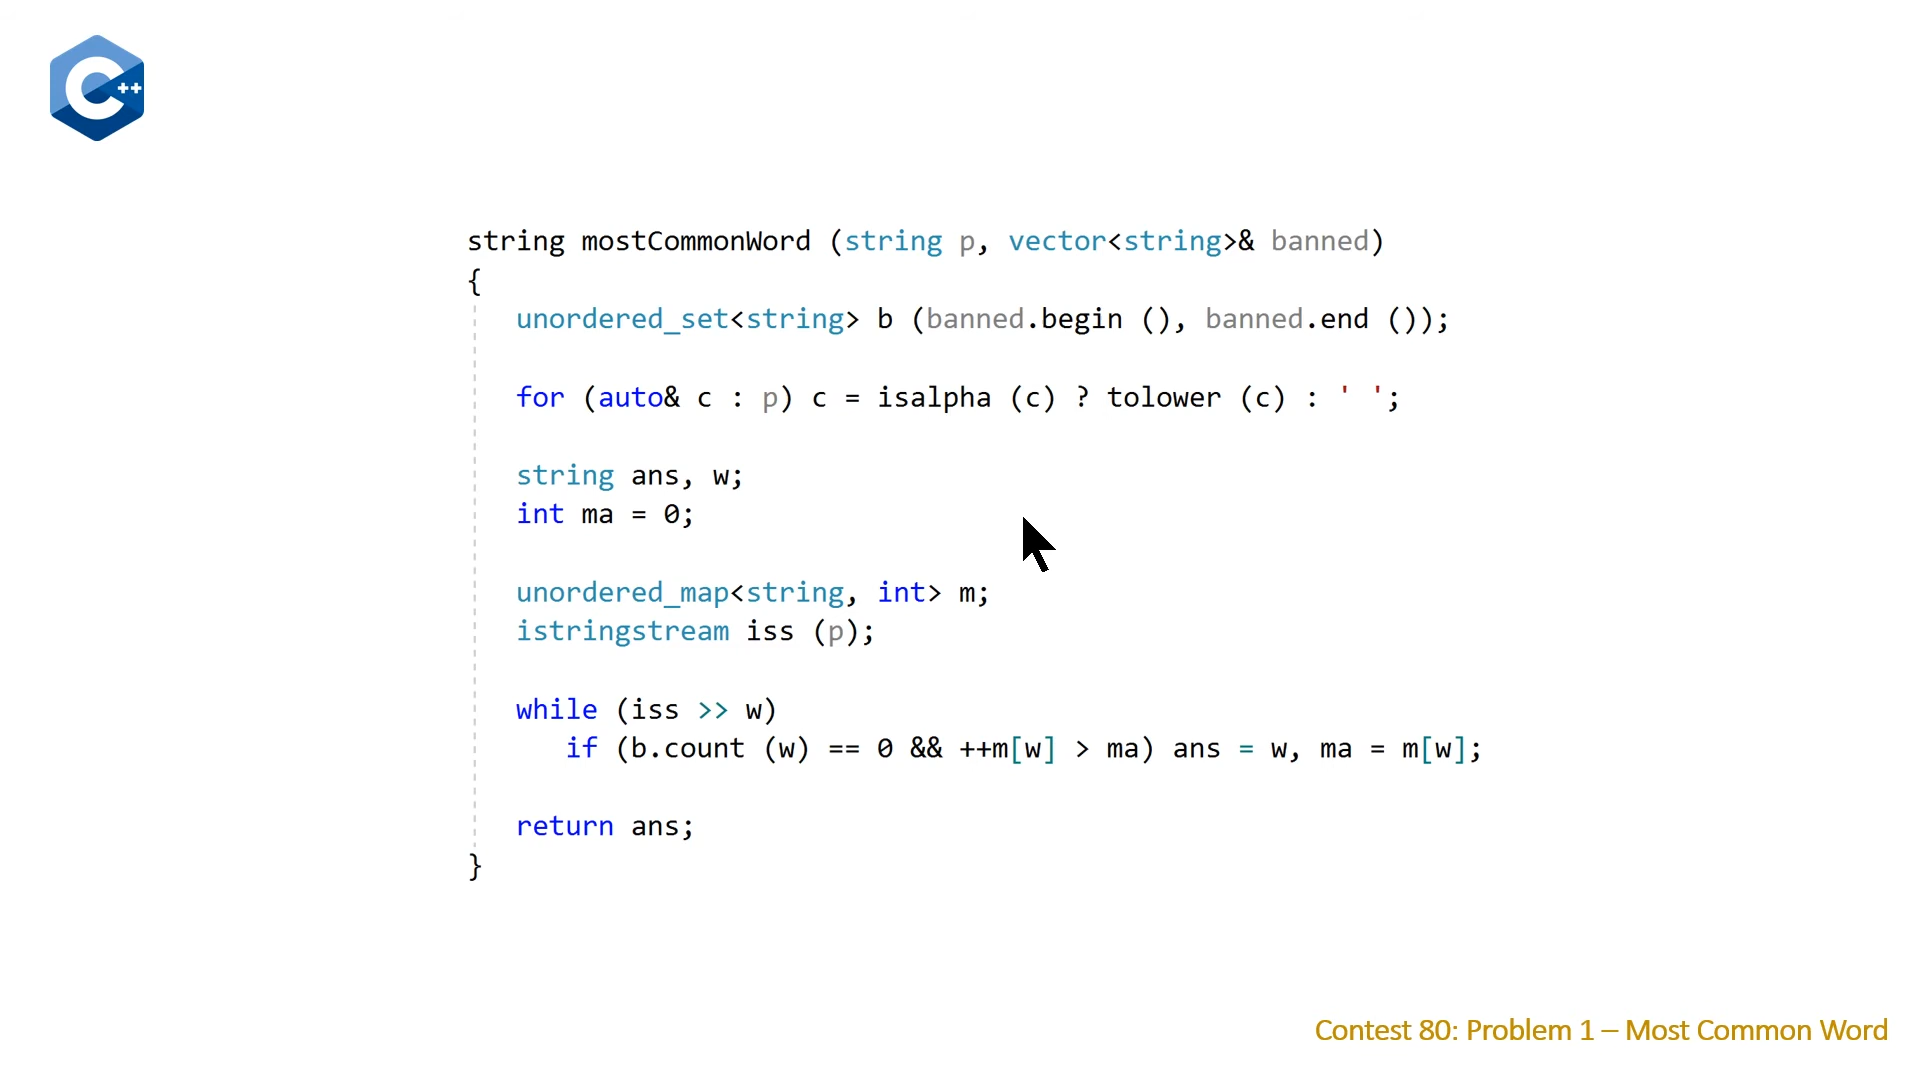 C++
string mostCommonWord (string p, vector<string>& banned)
{
unordered_set<string> b (banned.begin (), banned.end ());
for (auto& c : p) c = isalpha (c) ? tolower (c) : ' ';
string ans, w;
int ma = 0;
unordered_map<string, int> m;
istringstream iss (p);
while (iss >> w)
if (b.count (w) == 0 && ++m[w] > ma) ans = w, ma = m[w];
return ans;
}
Contest 80: Problem 1 – Most Common Word